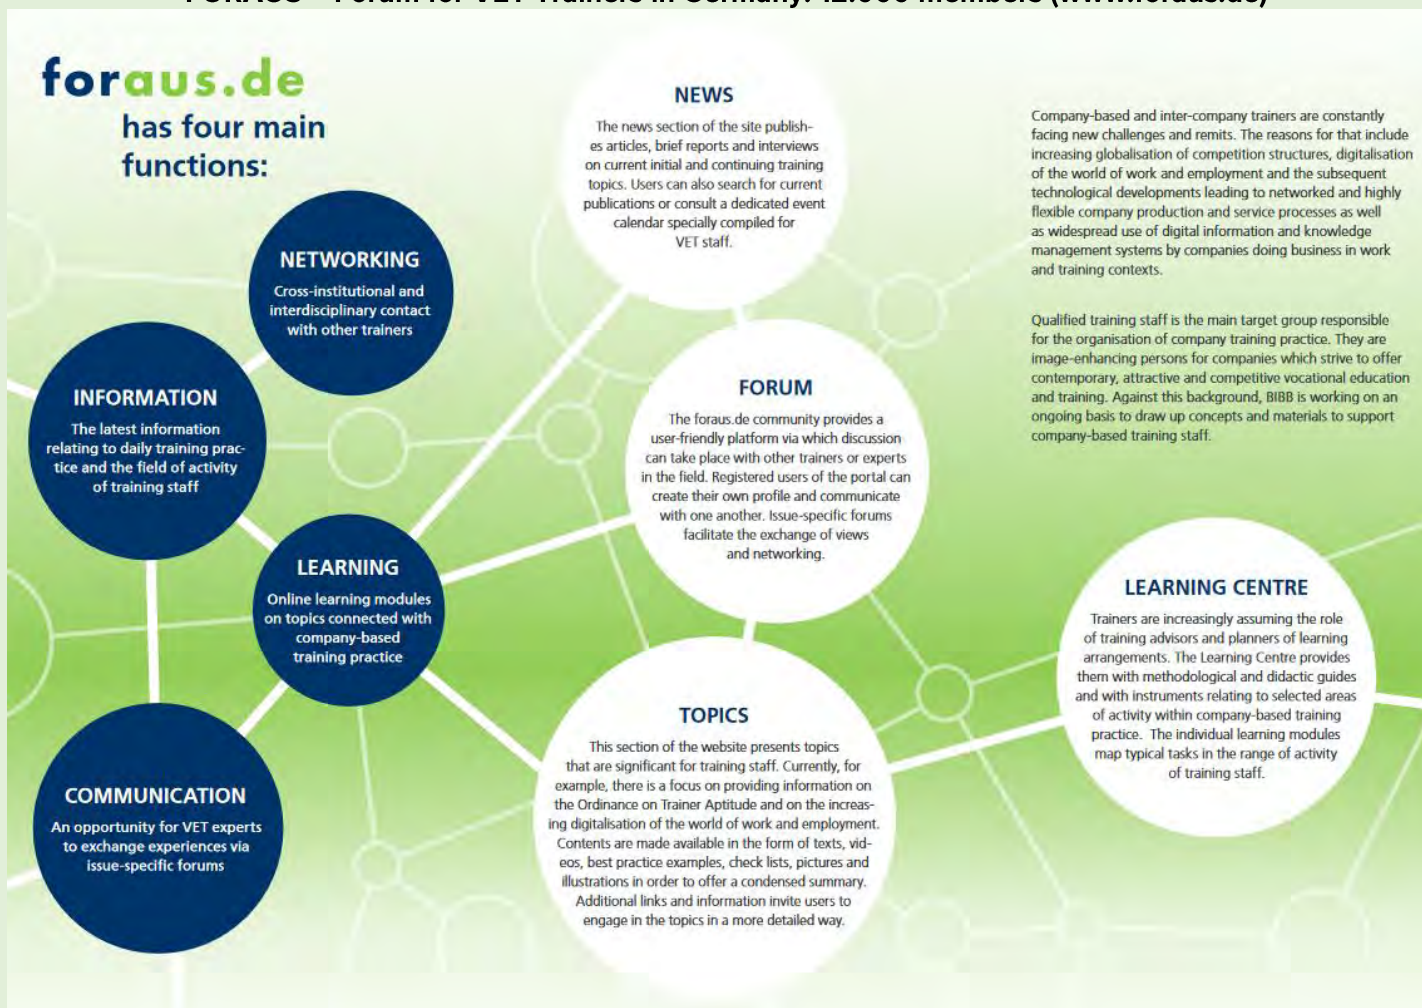 FORAUS – Forum for VET Trainers in Germany: 12.000 members (www.foraus.de)
foraus.de
has four main
functions:
NETWORKING
Cross-institutional and
interdisciplinary contact
with other trainers
INFORMATION
The latest information
relating to daily training prac-
tice and the field of activity
of training staff
LEARNING
Online learning modules
on topics connected with
company-based
training practice
COMMUNICATION
An opportunity for VET experts
to exchange experiences via
issue-specific forums
NEWS
The news section of the site publish-
es articles, brief reports and interviews
on current initial and continuing training
topics. Users can also search for current
publications or consult a dedicated event
calendar specially compiled for
VET staff.
FORUM
The foraus.de community provides a
user-friendly platform via which discussion
can take place with other trainers or experts
in the field. Registered users of the portal can
create their own profile and communicate
with one another. Issue-specific forums
facilitate the exchange of views
and networking.
TOPICS
This section of the website presents topics
that are significant for training staff. Currently, for
example, there is a focus on providing information on
the Ordinance on Trainer Aptitude and on the increas-
ing digitalisation of the world of work and employment.
Contents are made available in the form of texts, vid-
eos, best practice examples, check lists, pictures and
illustrations in order to offer a condensed summary.
Additional links and information invite users to
engage in the topics in a more detailed way.
Company-based and inter-company trainers are constantly
facing new challenges and remits. The reasons for that include
increasing globalisation of competition structures, digitalisation
of the world of work and employment and the subsequent
technological developments leading to networked and highly
flexible company production and service processes as well
as widespread use of digital information and knowledge
management systems by companies doing business in work
and training contexts.
Qualified training staff is the main target group responsible
for the organisation of company training practice. They are
image-enhancing persons for companies which strive to offer
contemporary, attractive and competitive vocational education
and training. Against this background, BIBB is working on an
ongoing basis to draw up concepts and materials to support
company-based training staff.
LEARNING CENTRE
Trainers are increasingly assuming the role
of training advisors and planners of learning
arrangements. The Learning Centre provides
them with methodological and didactic guides
and with instruments relating to selected areas
of activity within company-based training
practice. The individual learning modules
map typical tasks in the range of activity
of training staff.